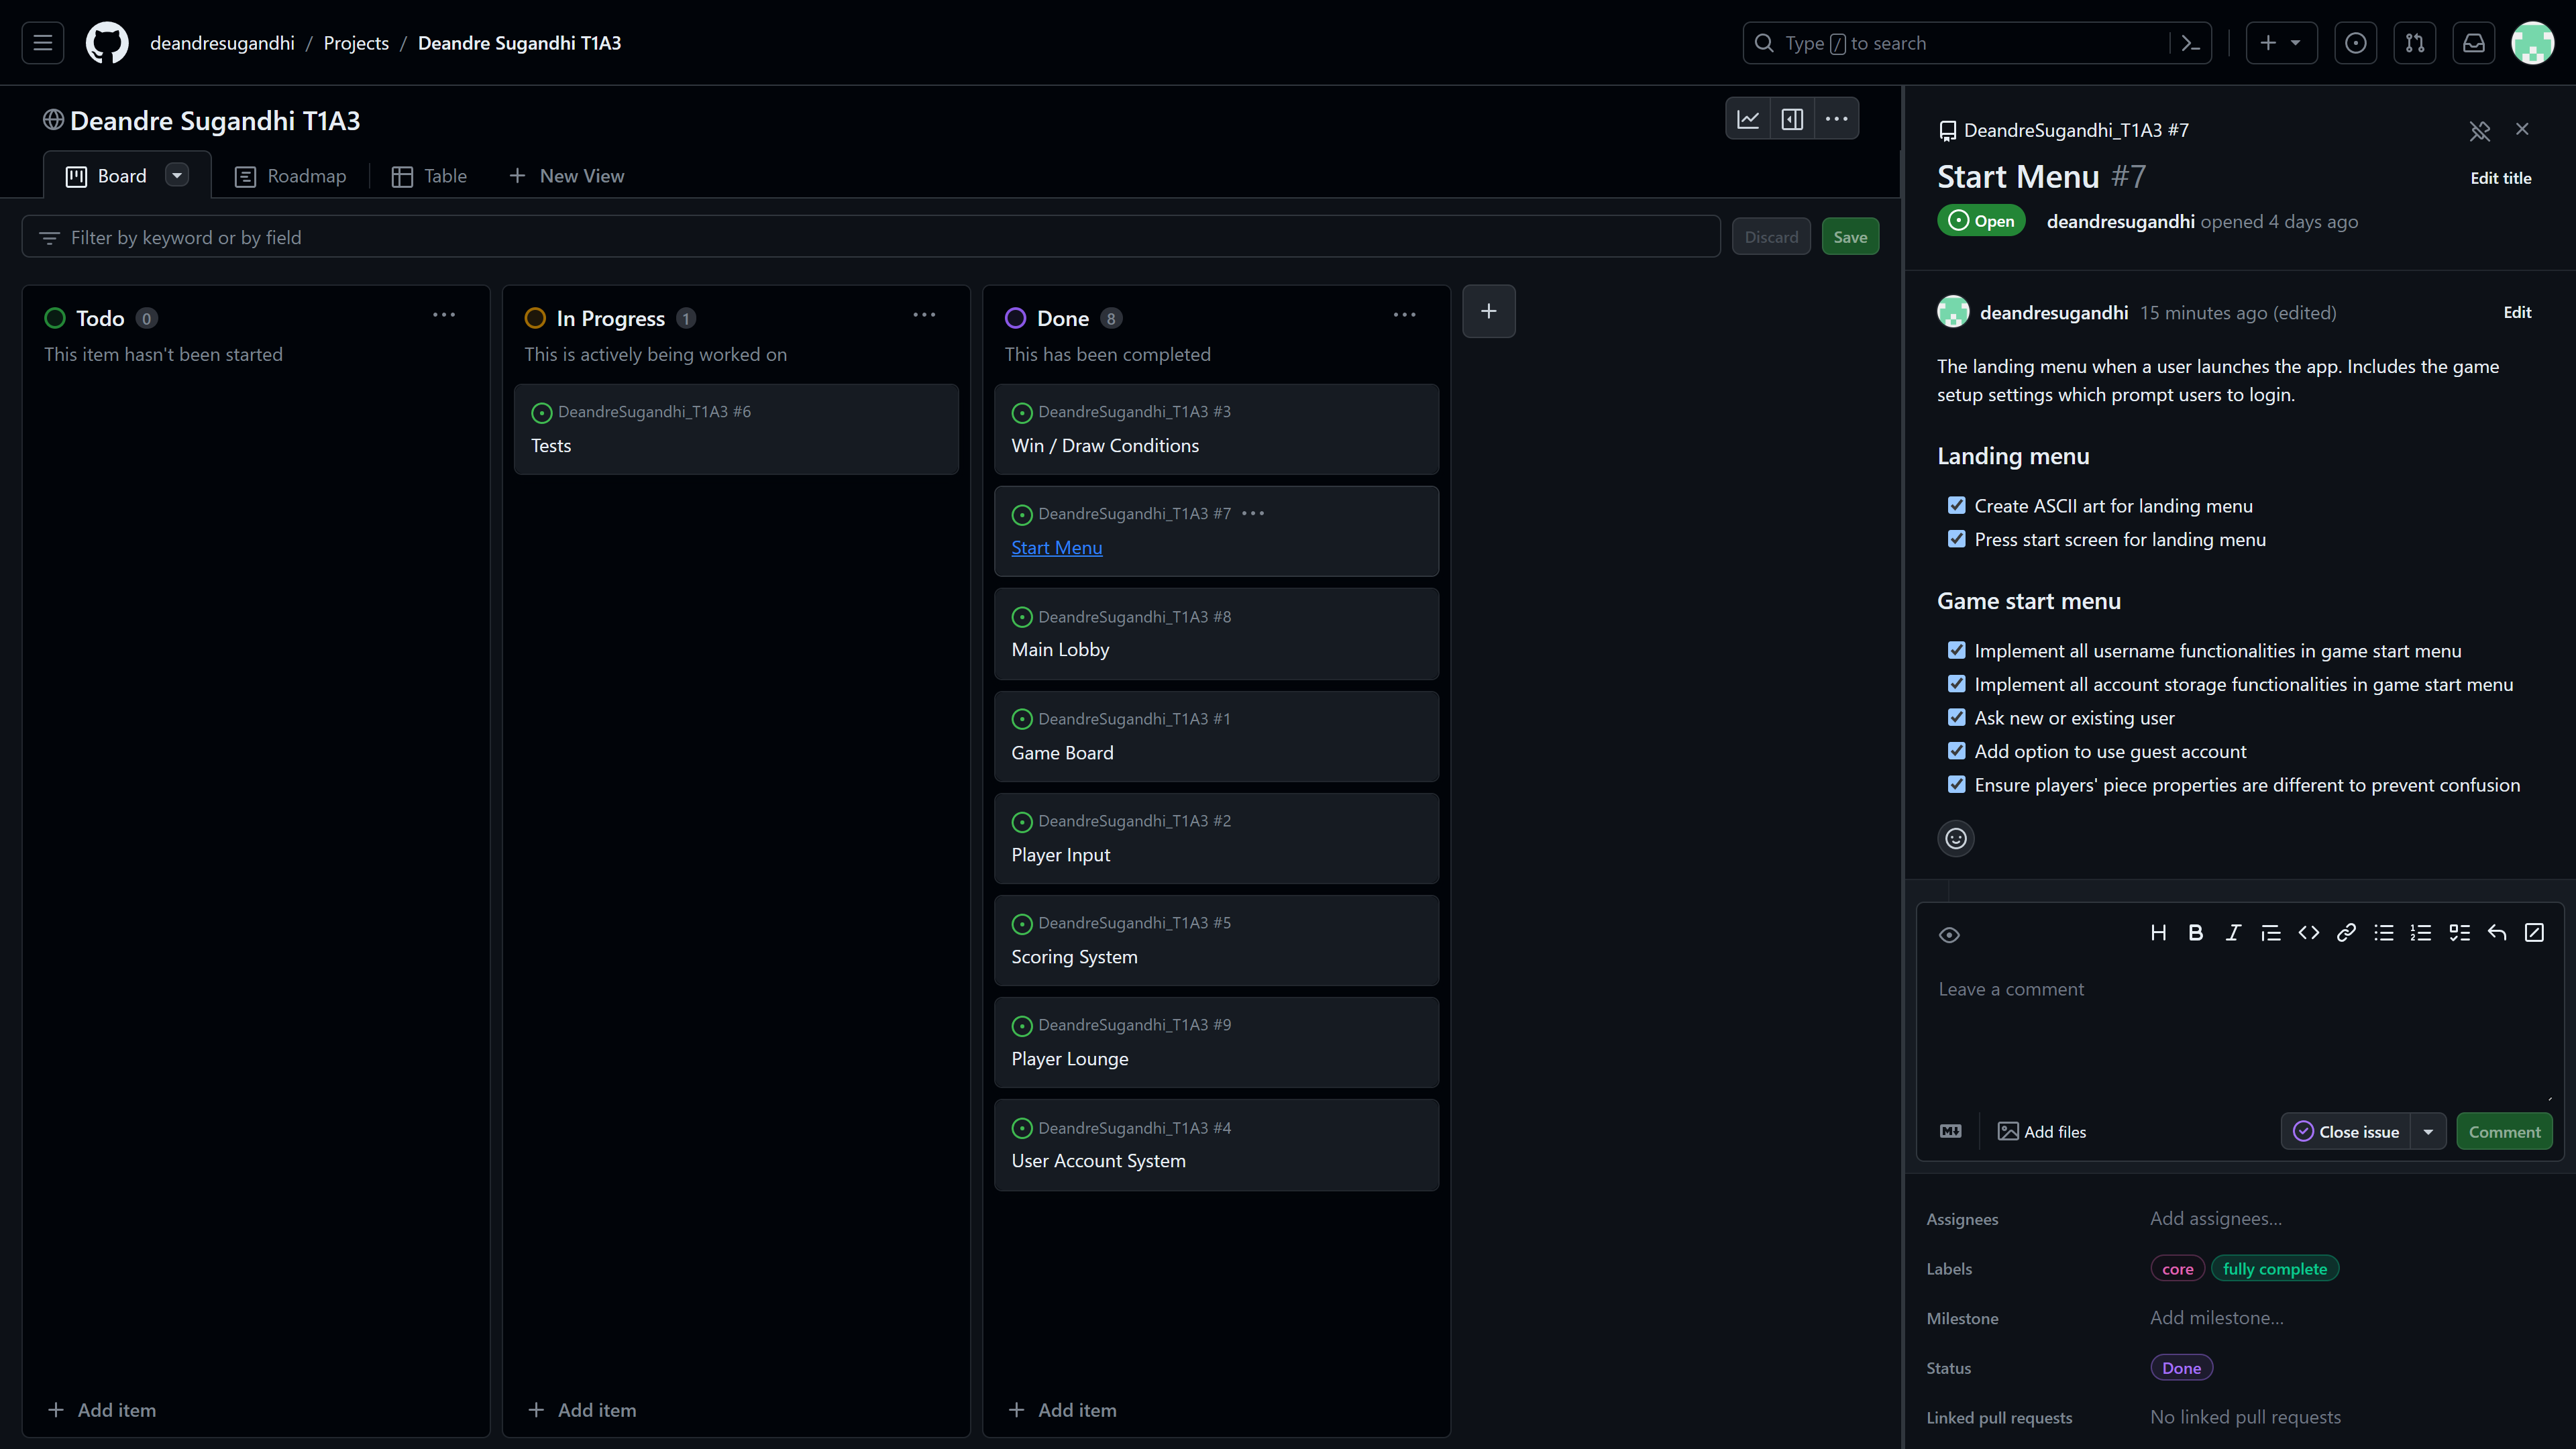 deandresugandhi / Projects / Deandre Sugandhi T1A3
Type / to search
Deandre Sugandhi T1A3
Board
Roadmap
Table
New View
Filter by keyword or by field
Discard
Save
Todo 0
This item hasn't been started
Add item
In Progress 1
This is actively being worked on
DeandreSugandhi_T1A3 #6
Tests
Add item
Done 8
This has been completed
DeandreSugandhi_T1A3 #3
Win / Draw Conditions
DeandreSugandhi_T1A3 #7
Start Menu
DeandreSugandhi_T1A3 #8
Main Lobby
DeandreSugandhi_T1A3 #1
Game Board
DeandreSugandhi_T1A3 #2
Player Input
DeandreSugandhi_T1A3 #5
Scoring System
DeandreSugandhi_T1A3 #9
Player Lounge
DeandreSugandhi_T1A3 #4
User Account System
Add item
DeandreSugandhi_T1A3 #7
Start Menu #7
Edit title
Open
deandresugandhi opened 4 days ago
deandresugandhi 15 minutes ago (edited)
Edit
The landing menu when a user launches the app. Includes the game
setup settings which prompt users to login.
Landing menu
Create ASCII art for landing menu
Press start screen for landing menu
Game start menu
Implement all username functionalities in game start menu
Implement all account storage functionalities in game start menu
Ask new or existing user
Add option to use guest account
Ensure players' piece properties are different to prevent confusion
Leave a comment
Add files
Close issue
Comment
Assignees
Add assignees...
Labels
core
fully complete
Milestone
Add milestone...
Status
Done
Linked pull requests
No linked pull requests